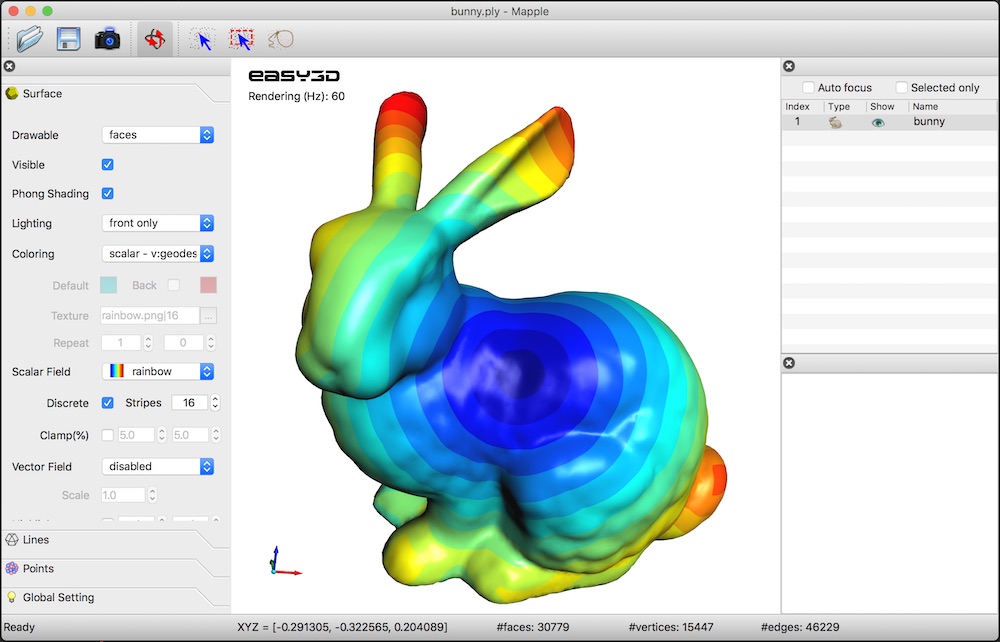 bunny.ply - Mapple
Surface
Drawable faces
Visible
Phong Shading
Lighting front only
Coloring scalar - v:geodes
Default Back
Texture rainbow.png|16 ...
Repeat 1 0
Scalar Field rainbow
Discrete Stripes 16
Clamp(%) 5.0 5.0
Vector Field disabled
Scale 1.0
Lines
Points
Global Setting
easy3D
Rendering (Hz): 60
Auto focus Selected only
Index Type Show Name
1 bunny
Ready XYZ = [-0.291305, -0.322565, 0.204089] #faces: 30779 #vertices: 15447 #edges: 46229